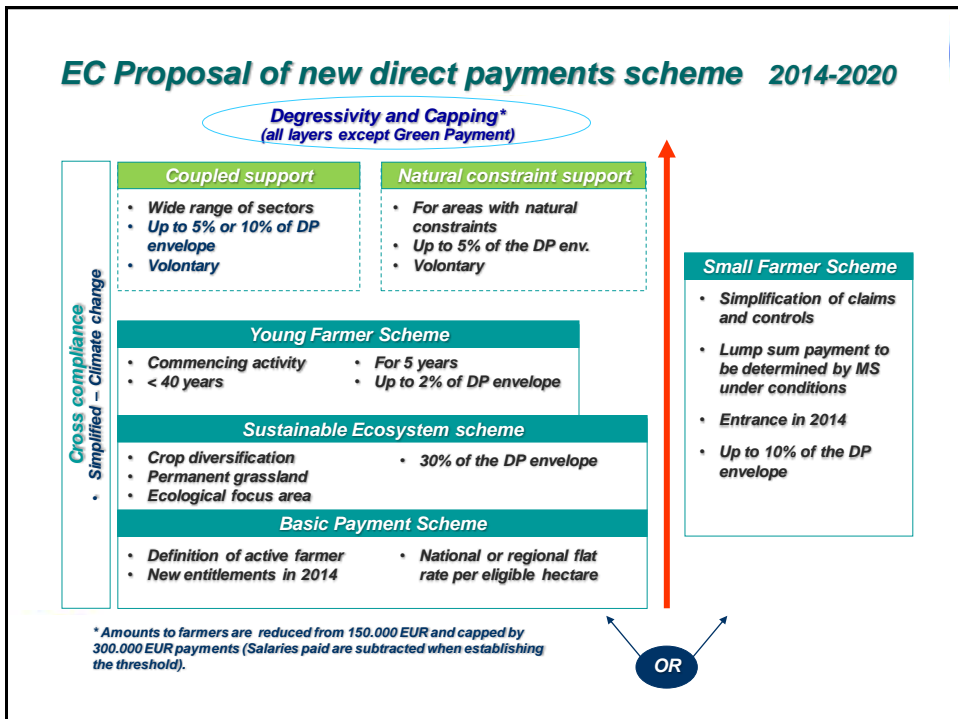 EC Proposal of new direct payments scheme 2014-2020
Degressivity and Capping*
(all layers except Green Payment)
Cross compliance
• Simplified – Climate change
Coupled support
• Wide range of sectors
• Up to 5% or 10% of DP
envelope
• Volontary
Natural constraint support
• For areas with natural
constraints
• Up to 5% of the DP env.
• Volontary
Young Farmer Scheme
• Commencing activity
• < 40 years
• For 5 years
• Up to 2% of DP envelope
Sustainable Ecosystem scheme
• Crop diversification
• Permanent grassland
• Ecological focus area
• 30% of the DP envelope
Basic Payment Scheme
• Definition of active farmer
• New entitlements in 2014
• National or regional flat
rate per eligible hectare
Small Farmer Scheme
• Simplification of claims
and controls
• Lump sum payment to
be determined by MS
under conditions
• Entrance in 2014
• Up to 10% of the DP
envelope
* Amounts to farmers are reduced from 150.000 EUR and capped by
300.000 EUR payments (Salaries paid are subtracted when establishing
the threshold).
OR